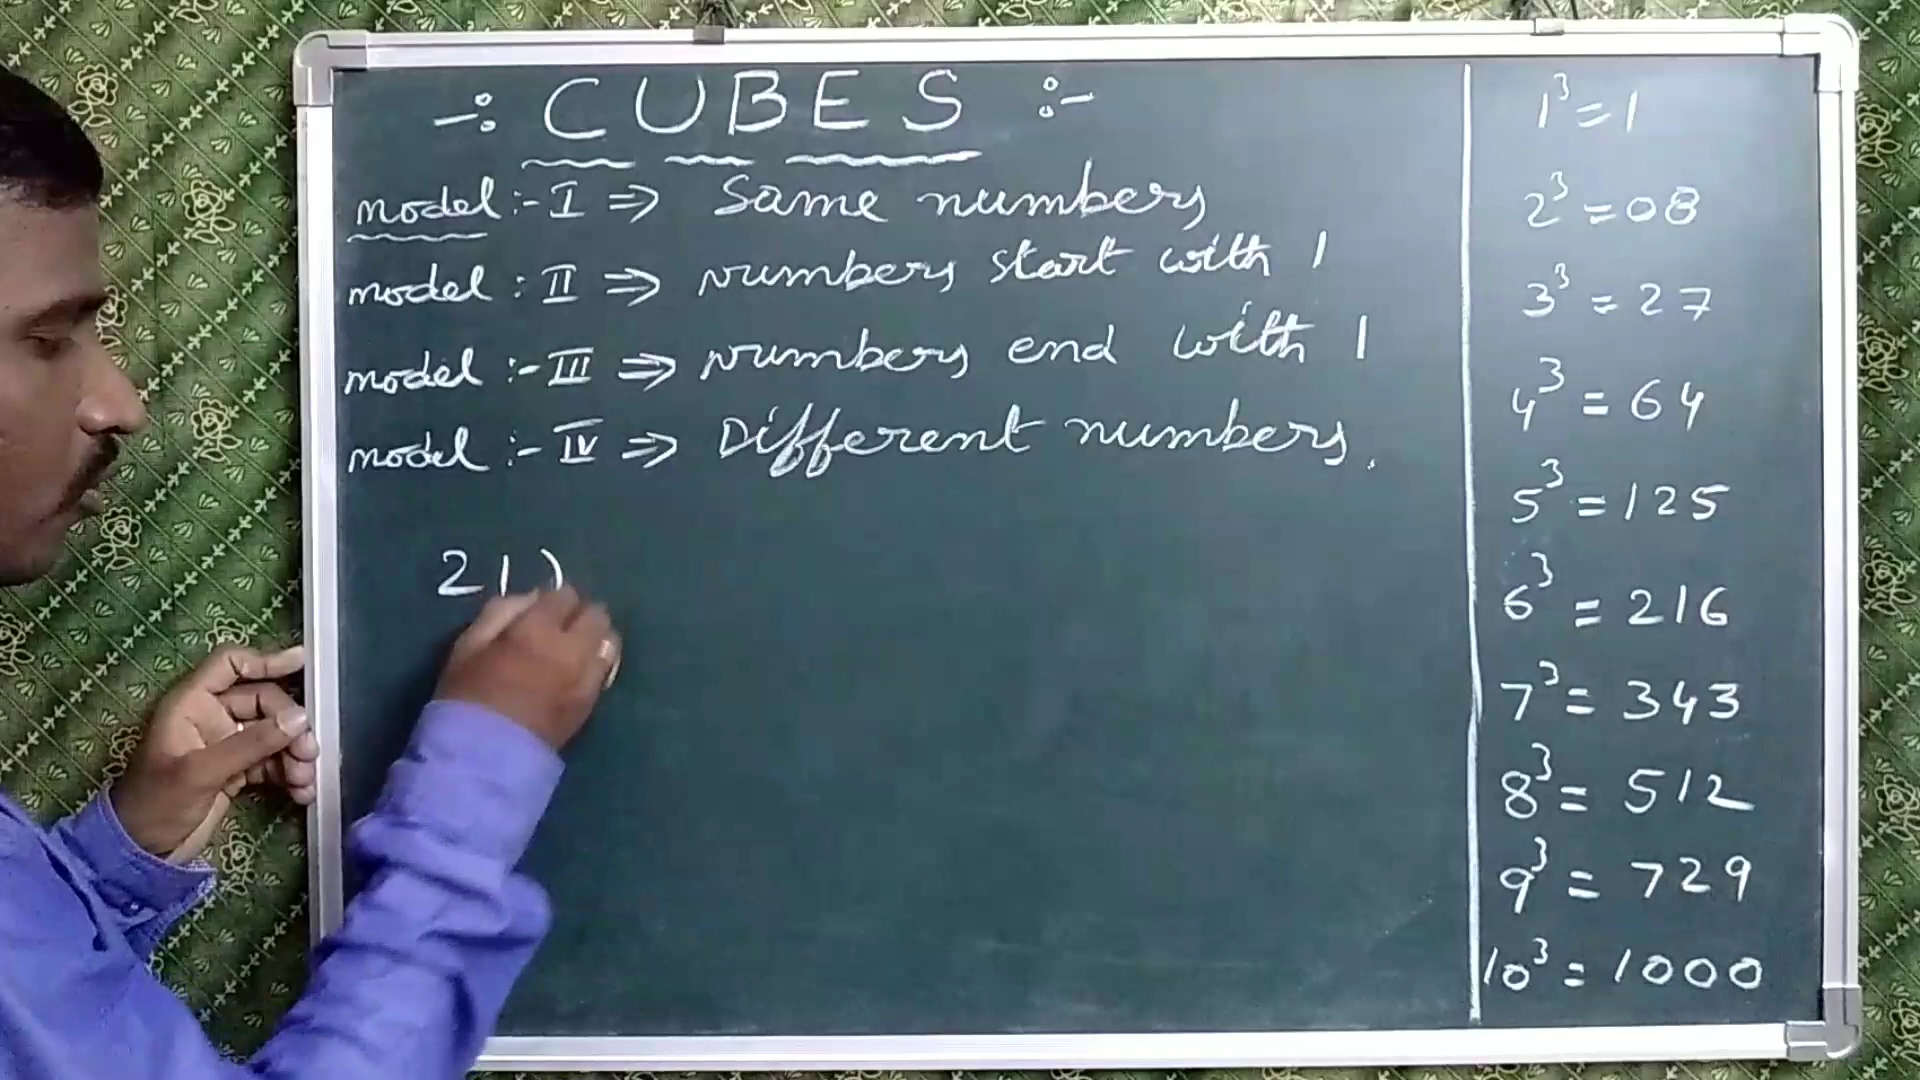 -: CUBES :-
model :- I ⇒ Same numbers
model : II ⇒ numbers start with 1
model :- III ⇒ numbers end with 1
model :- IV ⇒ Different numbers.
21)
1³ = 1
2³ = 08
3³ = 27
4³ = 64
5³ = 125
6³ = 216
7³ = 343
8³ = 512
9³ = 729
10³ = 1000